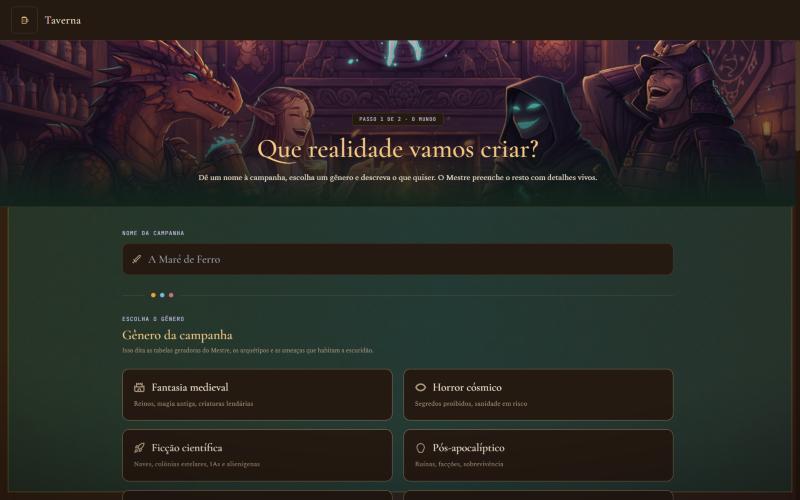 Taverna
PASSO 1 DE 2 · O MUNDO
Que realidade vamos criar?
Dê um nome à campanha, escolha um gênero e descreva o que quiser. O Mestre preenche o resto com detalhes vivos.
NOME DA CAMPANHA
A Maré de Ferro
ESCOLHA O GÊNERO
Gênero da campanha
Isso dita as tabelas geradoras do Mestre, os arquétipos e as ameaças que habitam a escuridão.
Fantasia medieval
Reinos, magia antiga, criaturas lendárias
Horror cósmico
Segredos proibidos, sanidade em risco
Ficção científica
Naves, colônias estelares, IAs e alienígenas
Pós-apocalíptico
Ruínas, facções, sobrevivência